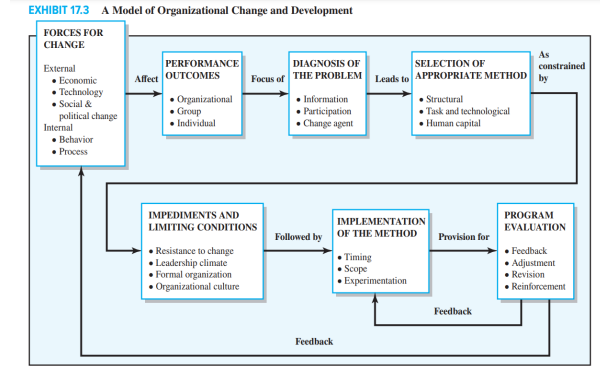 EXHIBIT 17.3 A Model of Organizational Change and Development
FORCES FOR
CHANGE
External
• Economic
• Technology
• Social &
political change
Internal
• Behavior
• Process
Affect
PERFORMANCE
OUTCOMES
• Organizational
• Group
• Individual
Focus of
DIAGNOSIS OF
THE PROBLEM
• Information
• Participation
• Change agent
Leads to
SELECTION OF
APPROPRIATE METHOD
• Structural
• Task and technological
• Human capital
As
constrained
by
IMPEDIMENTS AND
LIMITING CONDITIONS
• Resistance to change
• Leadership climate
• Formal organization
• Organizational culture
Followed by
IMPLEMENTATION
OF THE METHOD
• Timing
• Scope
• Experimentation
Provision for
PROGRAM
EVALUATION
• Feedback
• Adjustment
• Revision
• Reinforcement
Feedback
Feedback